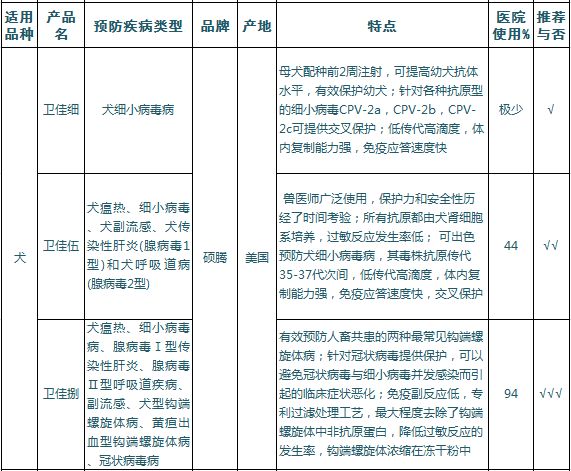 适用
品种
产品
名
预防疾病类型
品牌
产地
特点
医院
使用%
推荐
与否
犬
卫佳细
犬细小病毒病
硕腾
美国
母犬配种前2周注射，可提高幼犬抗体
水平，有效保护幼犬；针对各种抗原型
的细小病毒CPV-2a，CPV-2b，CPV-
2c可提供交叉保护；低传代高滴度，体
内复制能力强，免疫应答速度快
极少
√
卫佳伍
犬瘟热、细小病毒
、犬副流感、犬传
染性肝炎(腺病毒1
型)和犬呼吸道病
(腺病毒2型)
兽医师广泛使用，保护力和安全性历
经了时间考验；所有抗原都由犬肾细胞
系培养，过敏反应发生率低； 可出色
预防犬细小病毒病，其毒株抗原传代
35-37代次间，低传代高滴度，体内复
制能力强，免疫应答速度快，交叉保护
44
√√
卫佳捌
犬瘟热、细小病毒
病、腺病毒Ⅰ型传
染性肝炎、腺病毒
Ⅱ型呼吸道疾病、
副流感、犬型钩端
螺旋体病、黄疸出
血型钩端螺旋体病
、冠状病毒病
有效预防人畜共患的两种最常见钩端螺
旋体病；针对冠状病毒提供保护，可以
避免冠状病毒与细小病毒并发感染而引
起的临床症状恶化；免疫副反应低，专
利过滤处理工艺，最大程度去除了钩端
螺旋体中非抗原蛋白，降低过敏反应的
发生率，钩端螺旋体浓缩在冻干粉中
94
√√√